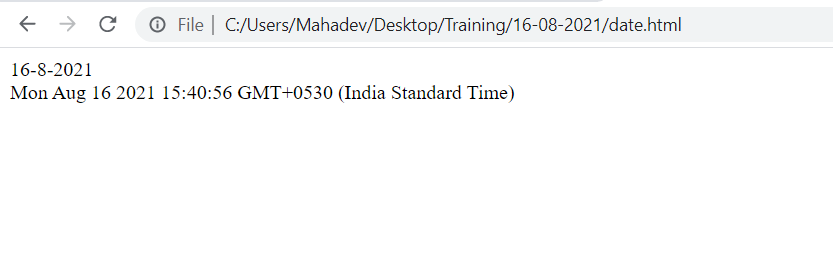 File | C:/Users/Mahadev/Desktop/Training/16-08-2021/date.html
16-8-2021
Mon Aug 16 2021 15:40:56 GMT+0530 (India Standard Time)